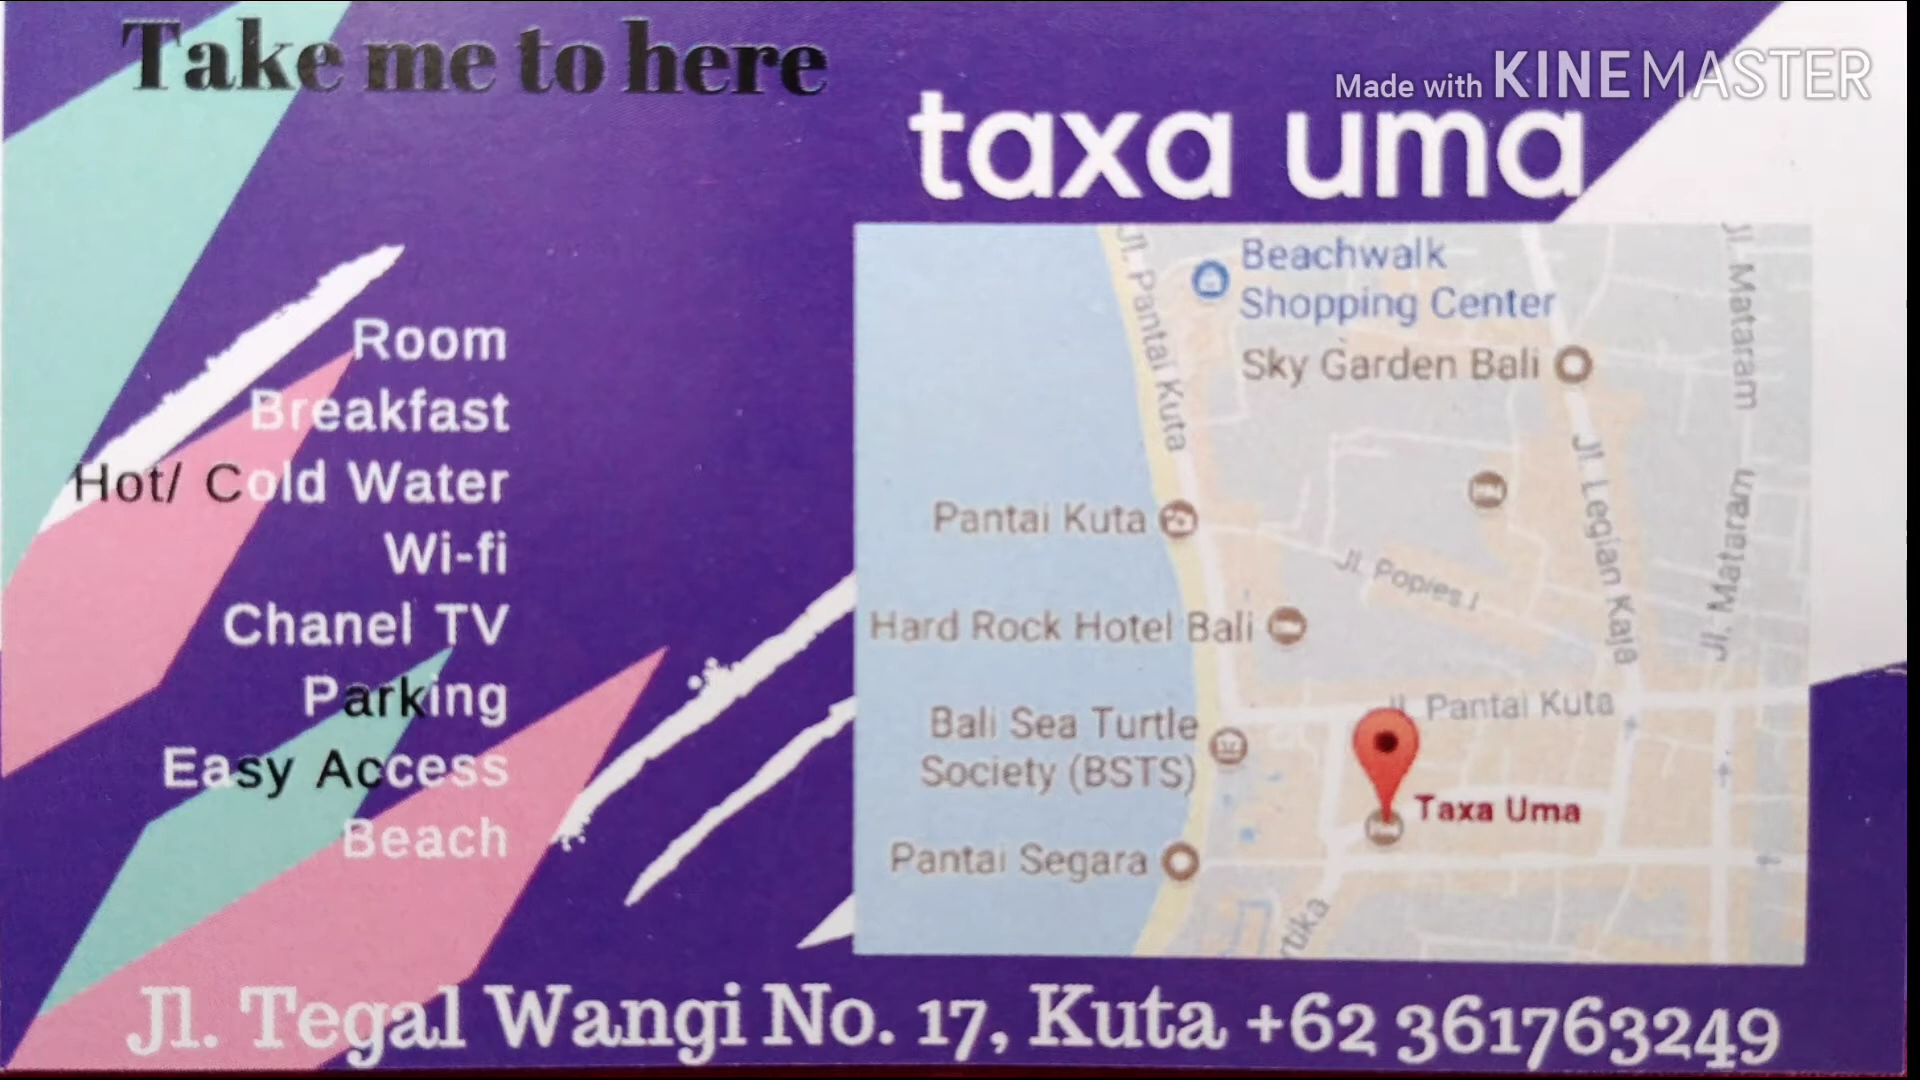 Take me to here
Made with KINEMASTER
taxa uma
Room
Breakfast
Hot/ Cold Water
Wi-fi
Chanel TV
Parking
Easy Access
Beach
Beachwalk
Shopping Center
Sky Garden Bali
Jl. Pantai Kuta
Jl. Mataram
Jl. Legian Kaja
Pantai Kuta
Jl. Popies I
Jl. Mataram
Hard Rock Hotel Bali
Jl. Pantai Kuta
Bali Sea Turtle
Society (BSTS)
Taxa Uma
Pantai Segara
Jl. Tegal Wangi No. 17, Kuta +62 361763249